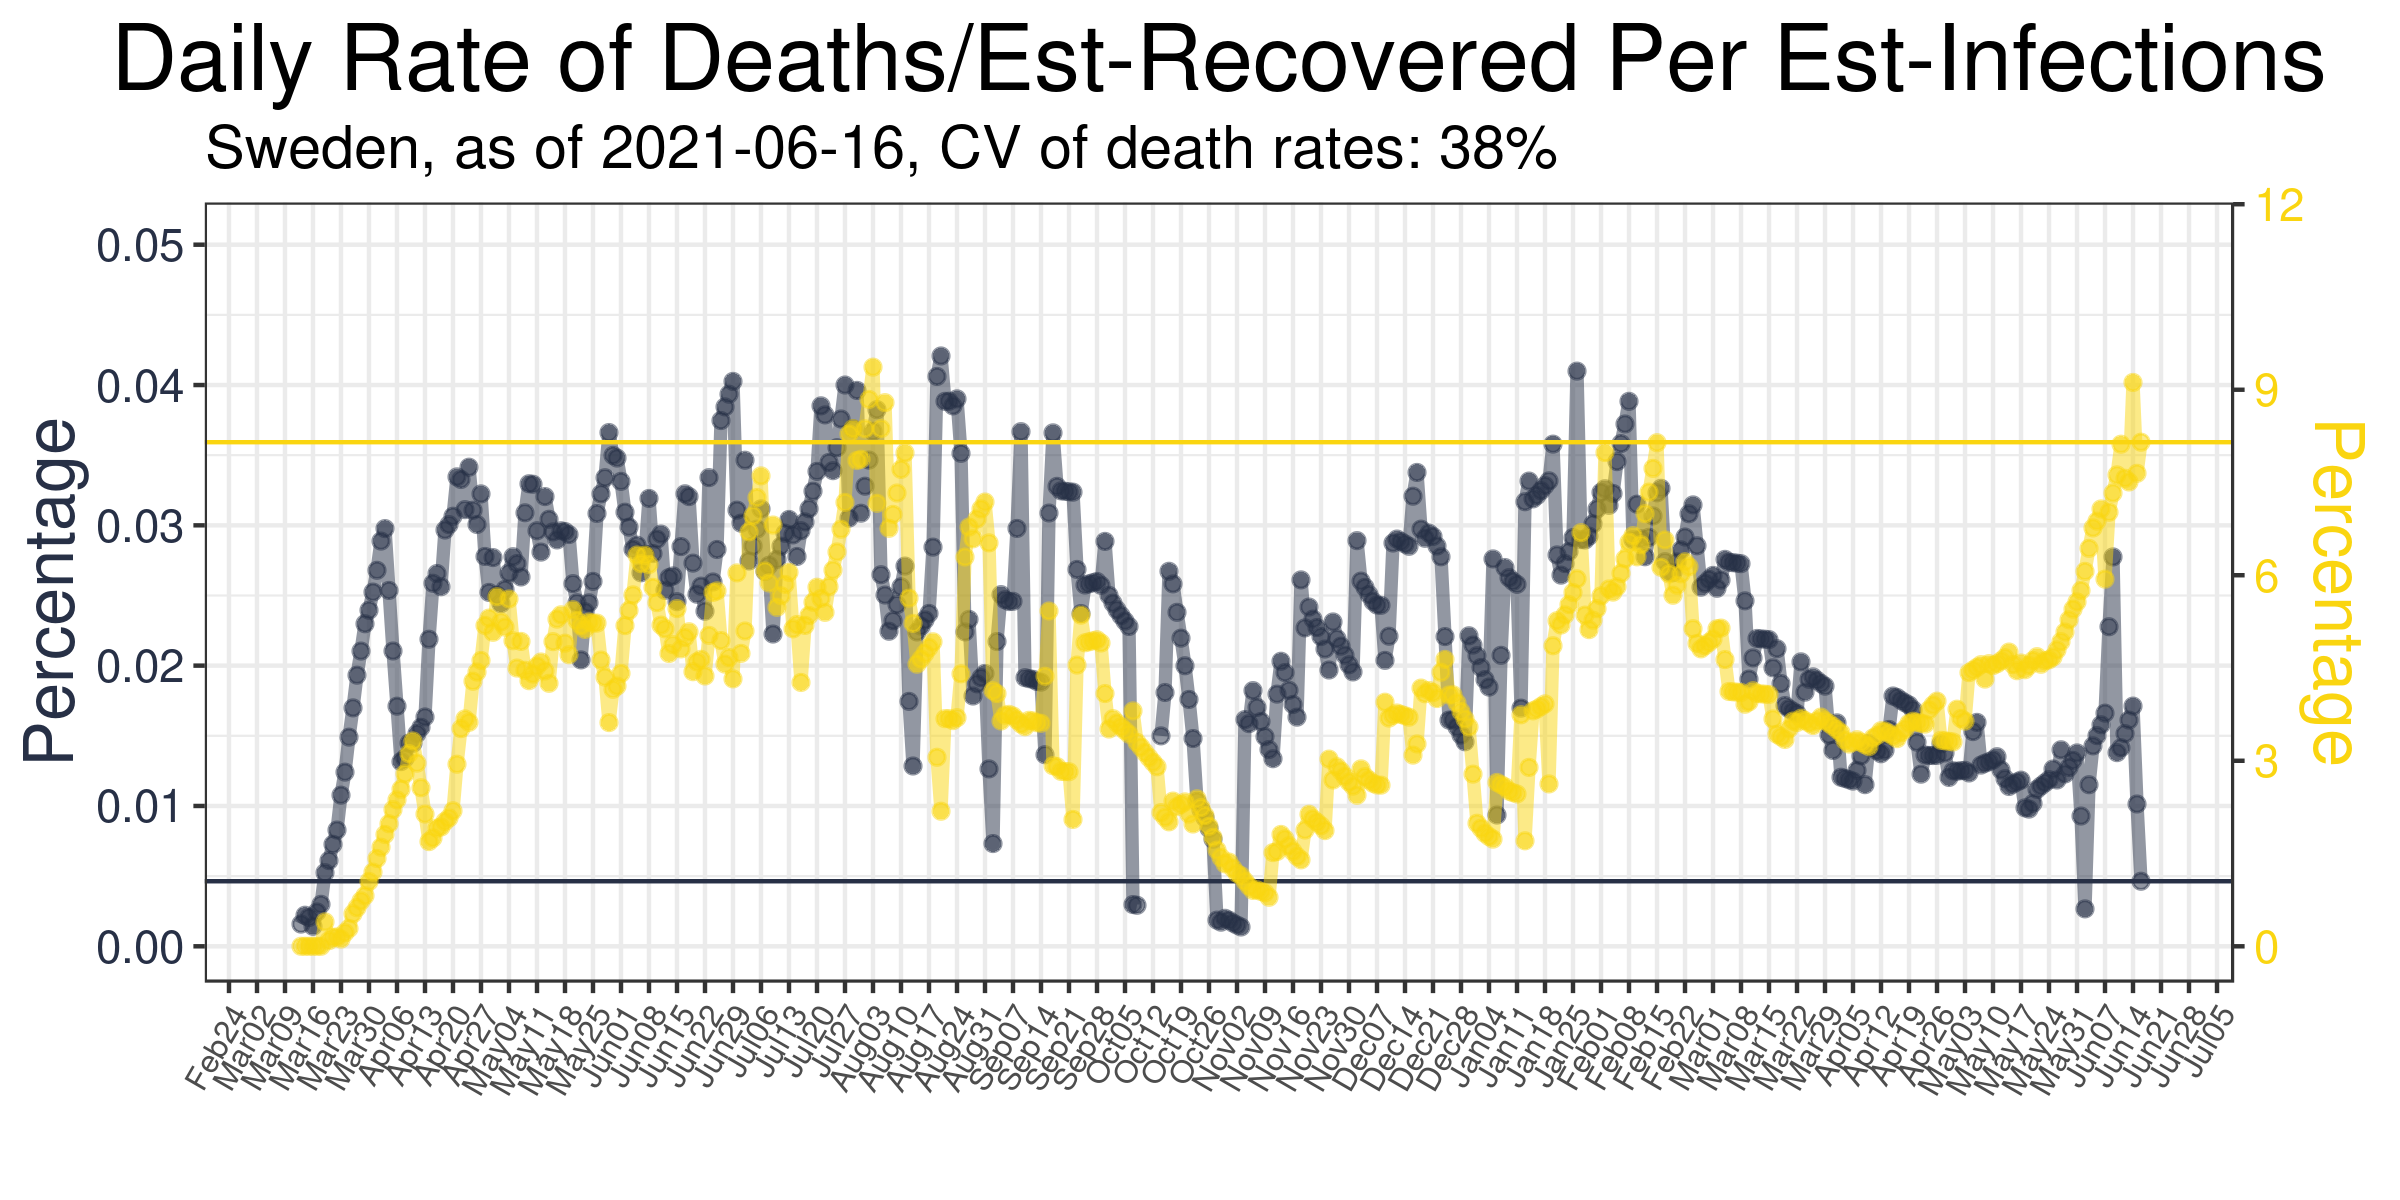 Daily Rate of Deaths/Est-Recovered Per Est-Infections
Sweden, as of 2021-06-16, CV of death rates: 38%
Percentage
0.05
0.04
0.03
0.02
0.01
0.00
12
9
6
3
0
Percentage
Feb24
Mar02
Mar09
Mar16
Mar23
Mar30
Apr06
Apr13
Apr20
Apr27
May04
May11
May18
May25
Jun01
Jun08
Jun15
Jun22
Jun29
Jul06
Jul13
Jul20
Jul27
Aug03
Aug10
Aug17
Aug24
Aug31
Sep07
Sep14
Sep21
Sep28
Oct05
Oct12
Oct19
Oct26
Nov02
Nov09
Nov16
Nov23
Nov30
Dec07
Dec14
Dec21
Dec28
Jan04
Jan11
Jan18
Jan25
Feb01
Feb08
Feb15
Feb22
Mar01
Mar08
Mar15
Mar22
Mar29
Apr05
Apr12
Apr19
Apr26
May03
May10
May17
May24
May31
Jun07
Jun14
Jun21
Jun28
Jul05